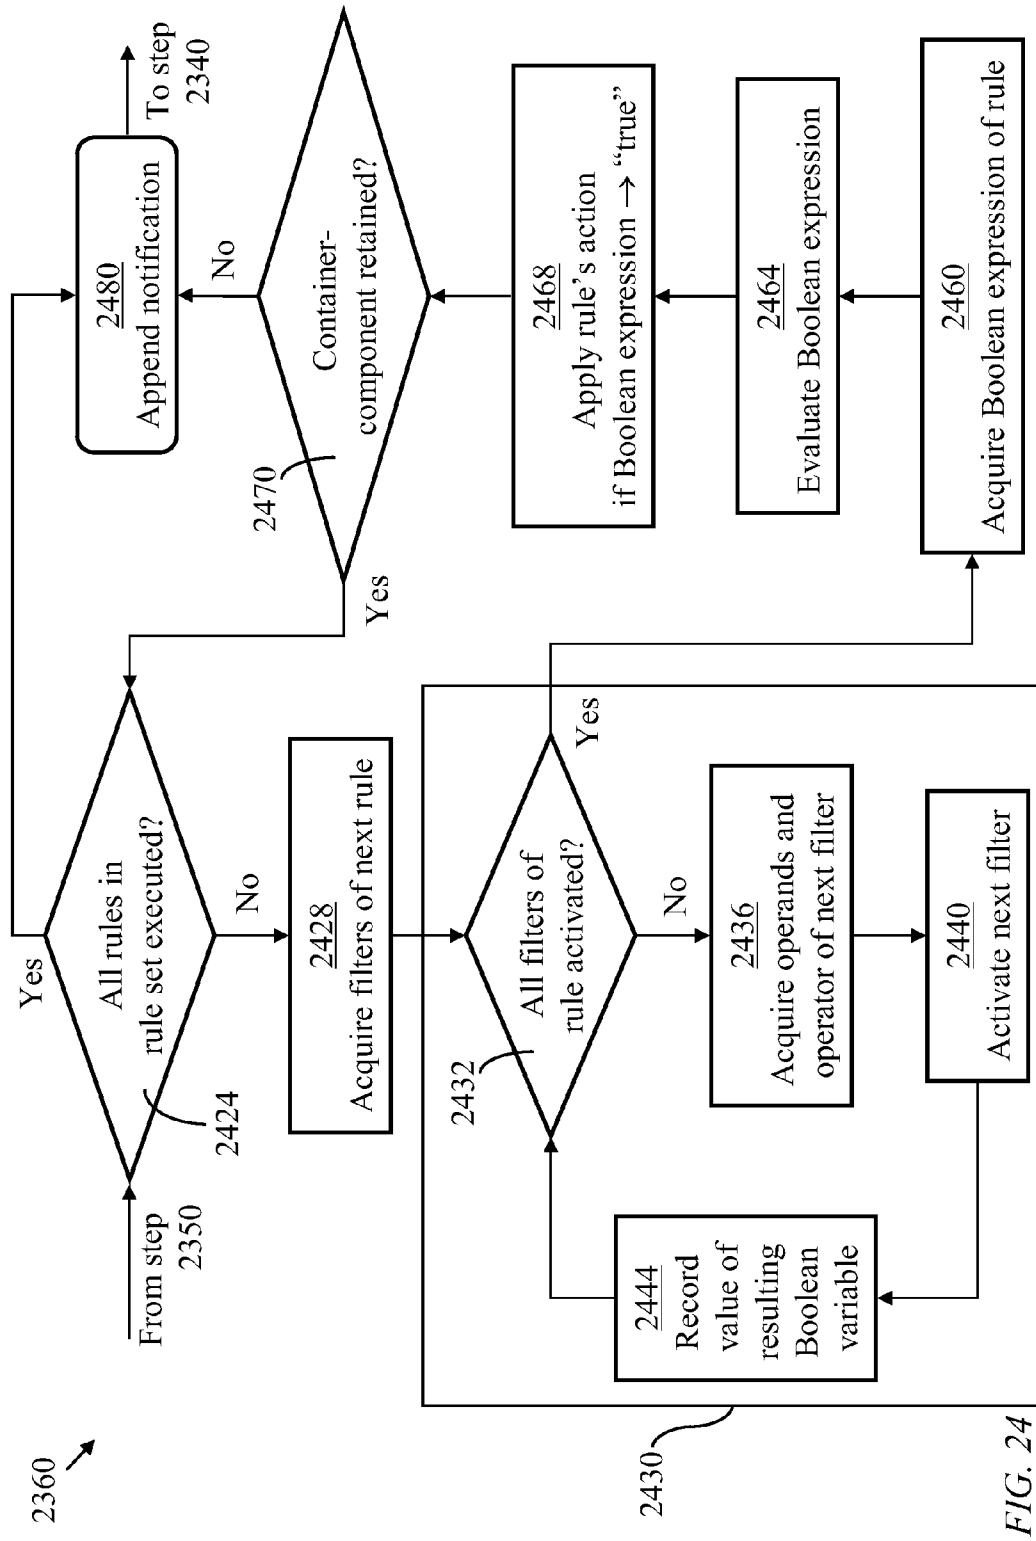 2360
From step
2350
2424
All rules in
rule set executed?
Yes
No
2428
Acquire filters of next rule
2430
2432
All filters of
rule activated?
Yes
No
2436
Acquire operands and
operator of next filter
2440
Activate next filter
2444
Record
value of
resulting
Boolean
variable
2460
Acquire Boolean expression of rule
2464
Evaluate Boolean expression
2468
Apply rule's action
if Boolean expression → “true”
2470
Container-
component retained?
Yes
No
2480
Append notification
To step
2340
FIG. 24